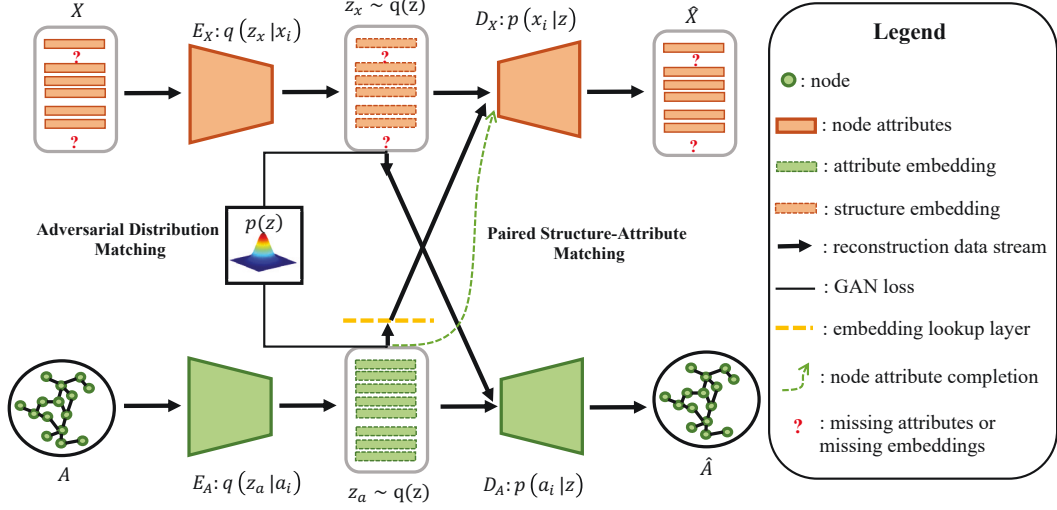 X
E_X: q(z_x|x_i)
z_x ~ q(z)
D_X: p(x_i|z)
X̂
?
?
?
?
?
?
Adversarial Distribution
Matching
p(z)
Paired Structure-Attribute
Matching
A
E_A: q(z_a|a_i)
z_a ~ q(z)
D_A: p(a_i|z)
Â
Legend
: node
: node attributes
: attribute embedding
: structure embedding
: reconstruction data stream
: GAN loss
: embedding lookup layer
: node attribute completion
? : missing attributes or
missing embeddings